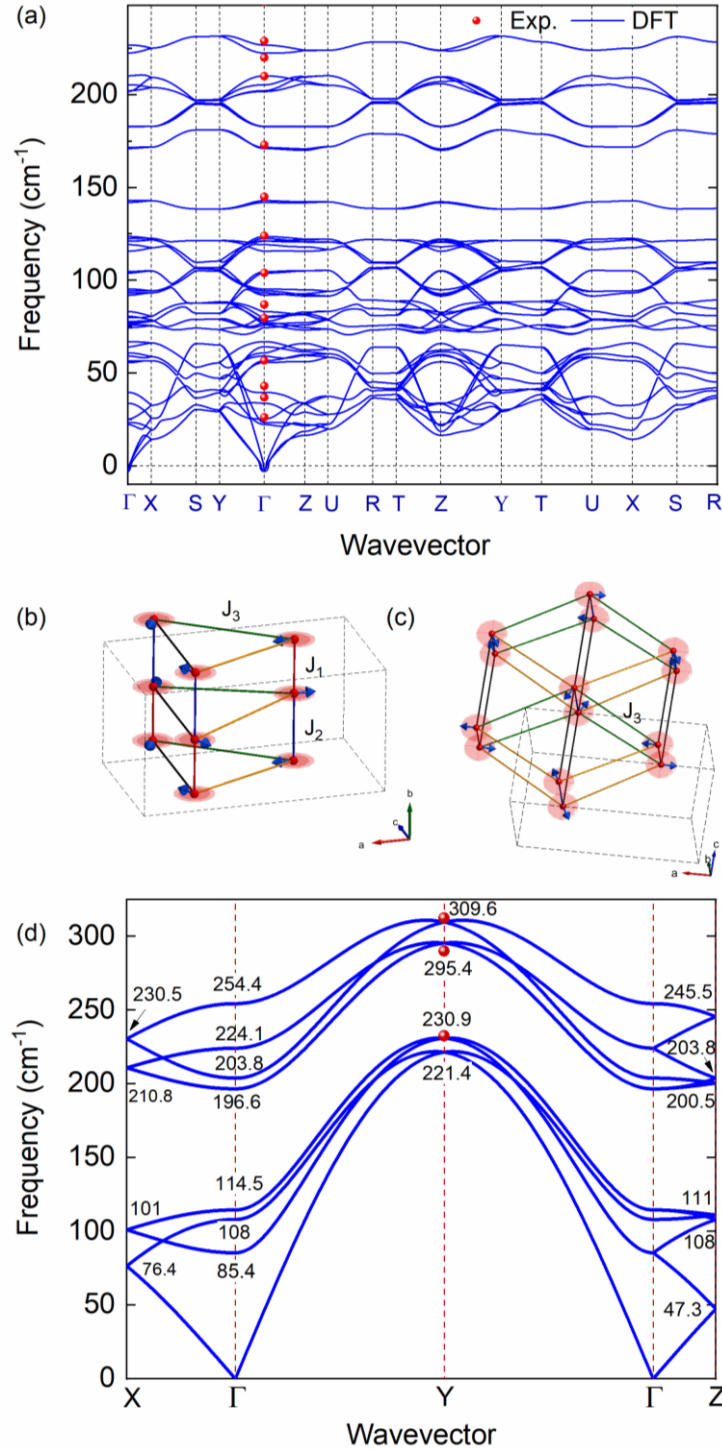 (a)
Exp. DFT
Frequency (cm-1)
200
150
100
50
0
Γ X S Y Γ Z U R T Z Y T U X S R
Wavevector
(b)
J3
J1
J2
b
c
a
(c)
J3
c
b
a
(d)
Frequency (cm-1)
300
250
200
150
100
50
0
309.6
254.4
230.5
295.4
245.5
224.1
230.9
203.8
203.8
210.8
196.6
221.4
200.5
114.5
101
111
108
108
76.4
85.4
47.3
X Γ Y Γ Z
Wavevector